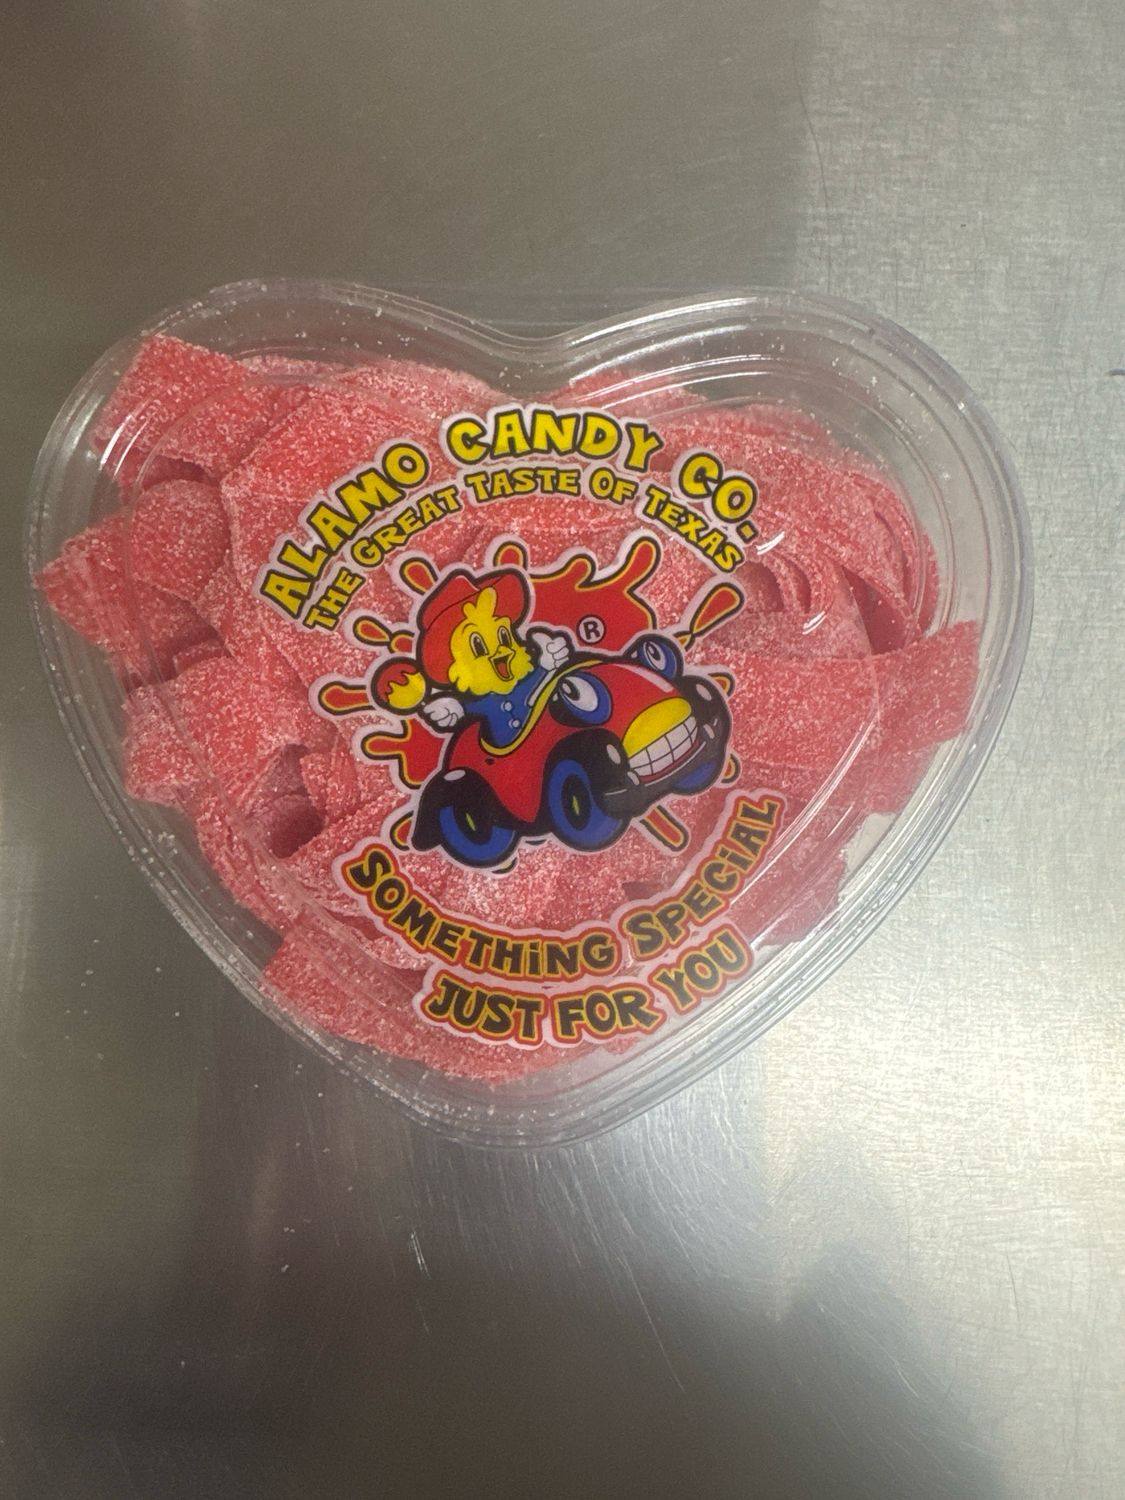 ALAMO CANDY CO.
THE GREAT TASTE OF TEXAS
®
SOMETHiNG SPECiAL
JUST FOR YOU